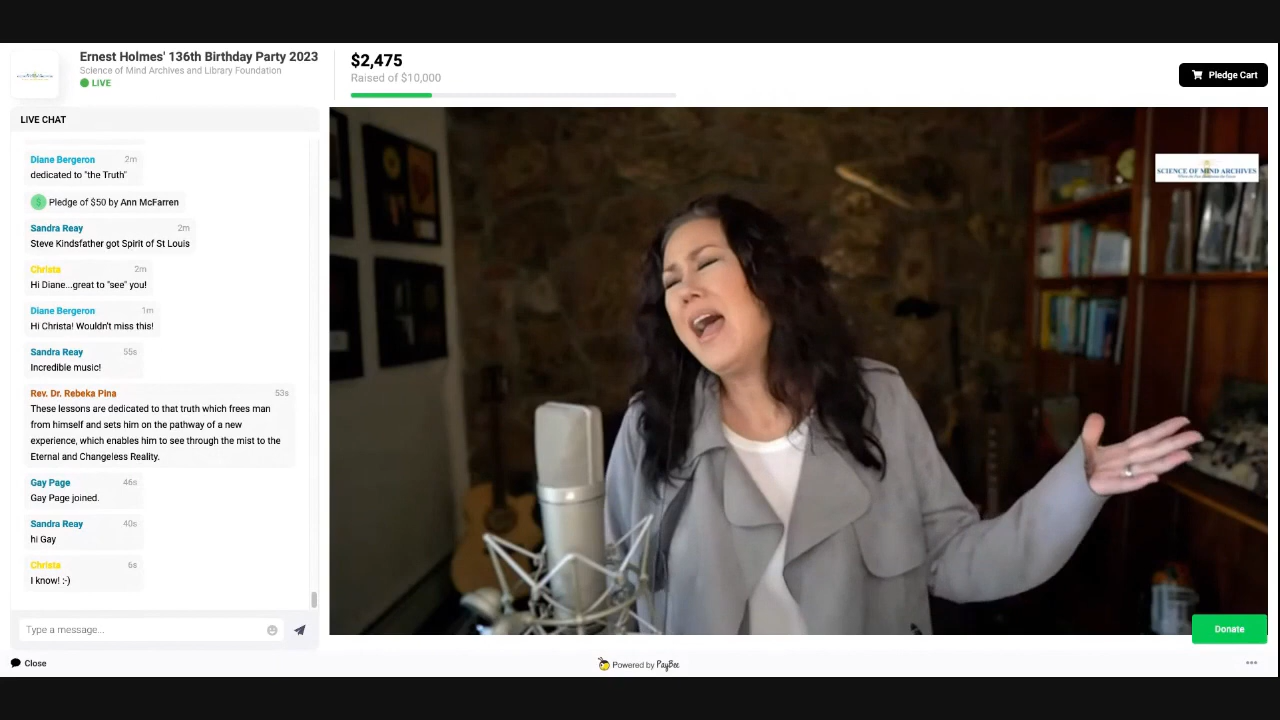 Ernest Holmes' 136th Birthday Party 2023
Science of Mind Archives and Library Foundation
LIVE
$2,475
Raised of $10,000
Pledge Cart
LIVE CHAT
Diane Bergeron 2m
dedicated to "the Truth"
$ Pledge of $50 by Ann McFarren
Sandra Reay 2m
Steve Kindsfather got Spirit of St Louis
Christa 2m
Hi Diane...great to "see" you!
Diane Bergeron 1m
Hi Christa! Wouldn't miss this!
Sandra Reay 55s
Incredible music!
Rev. Dr. Rebeka Pina 53s
These lessons are dedicated to that truth which frees man
from himself and sets him on the pathway of a new
experience, which enables him to see through the mist to the
Eternal and Changeless Reality.
Gay Page 46s
Gay Page joined.
Sandra Reay 40s
hi Gay
Christa 6s
I know! :-)
Type a message...
Close
SCIENCE OF MIND ARCHIVES
Donate
Powered by PayBee